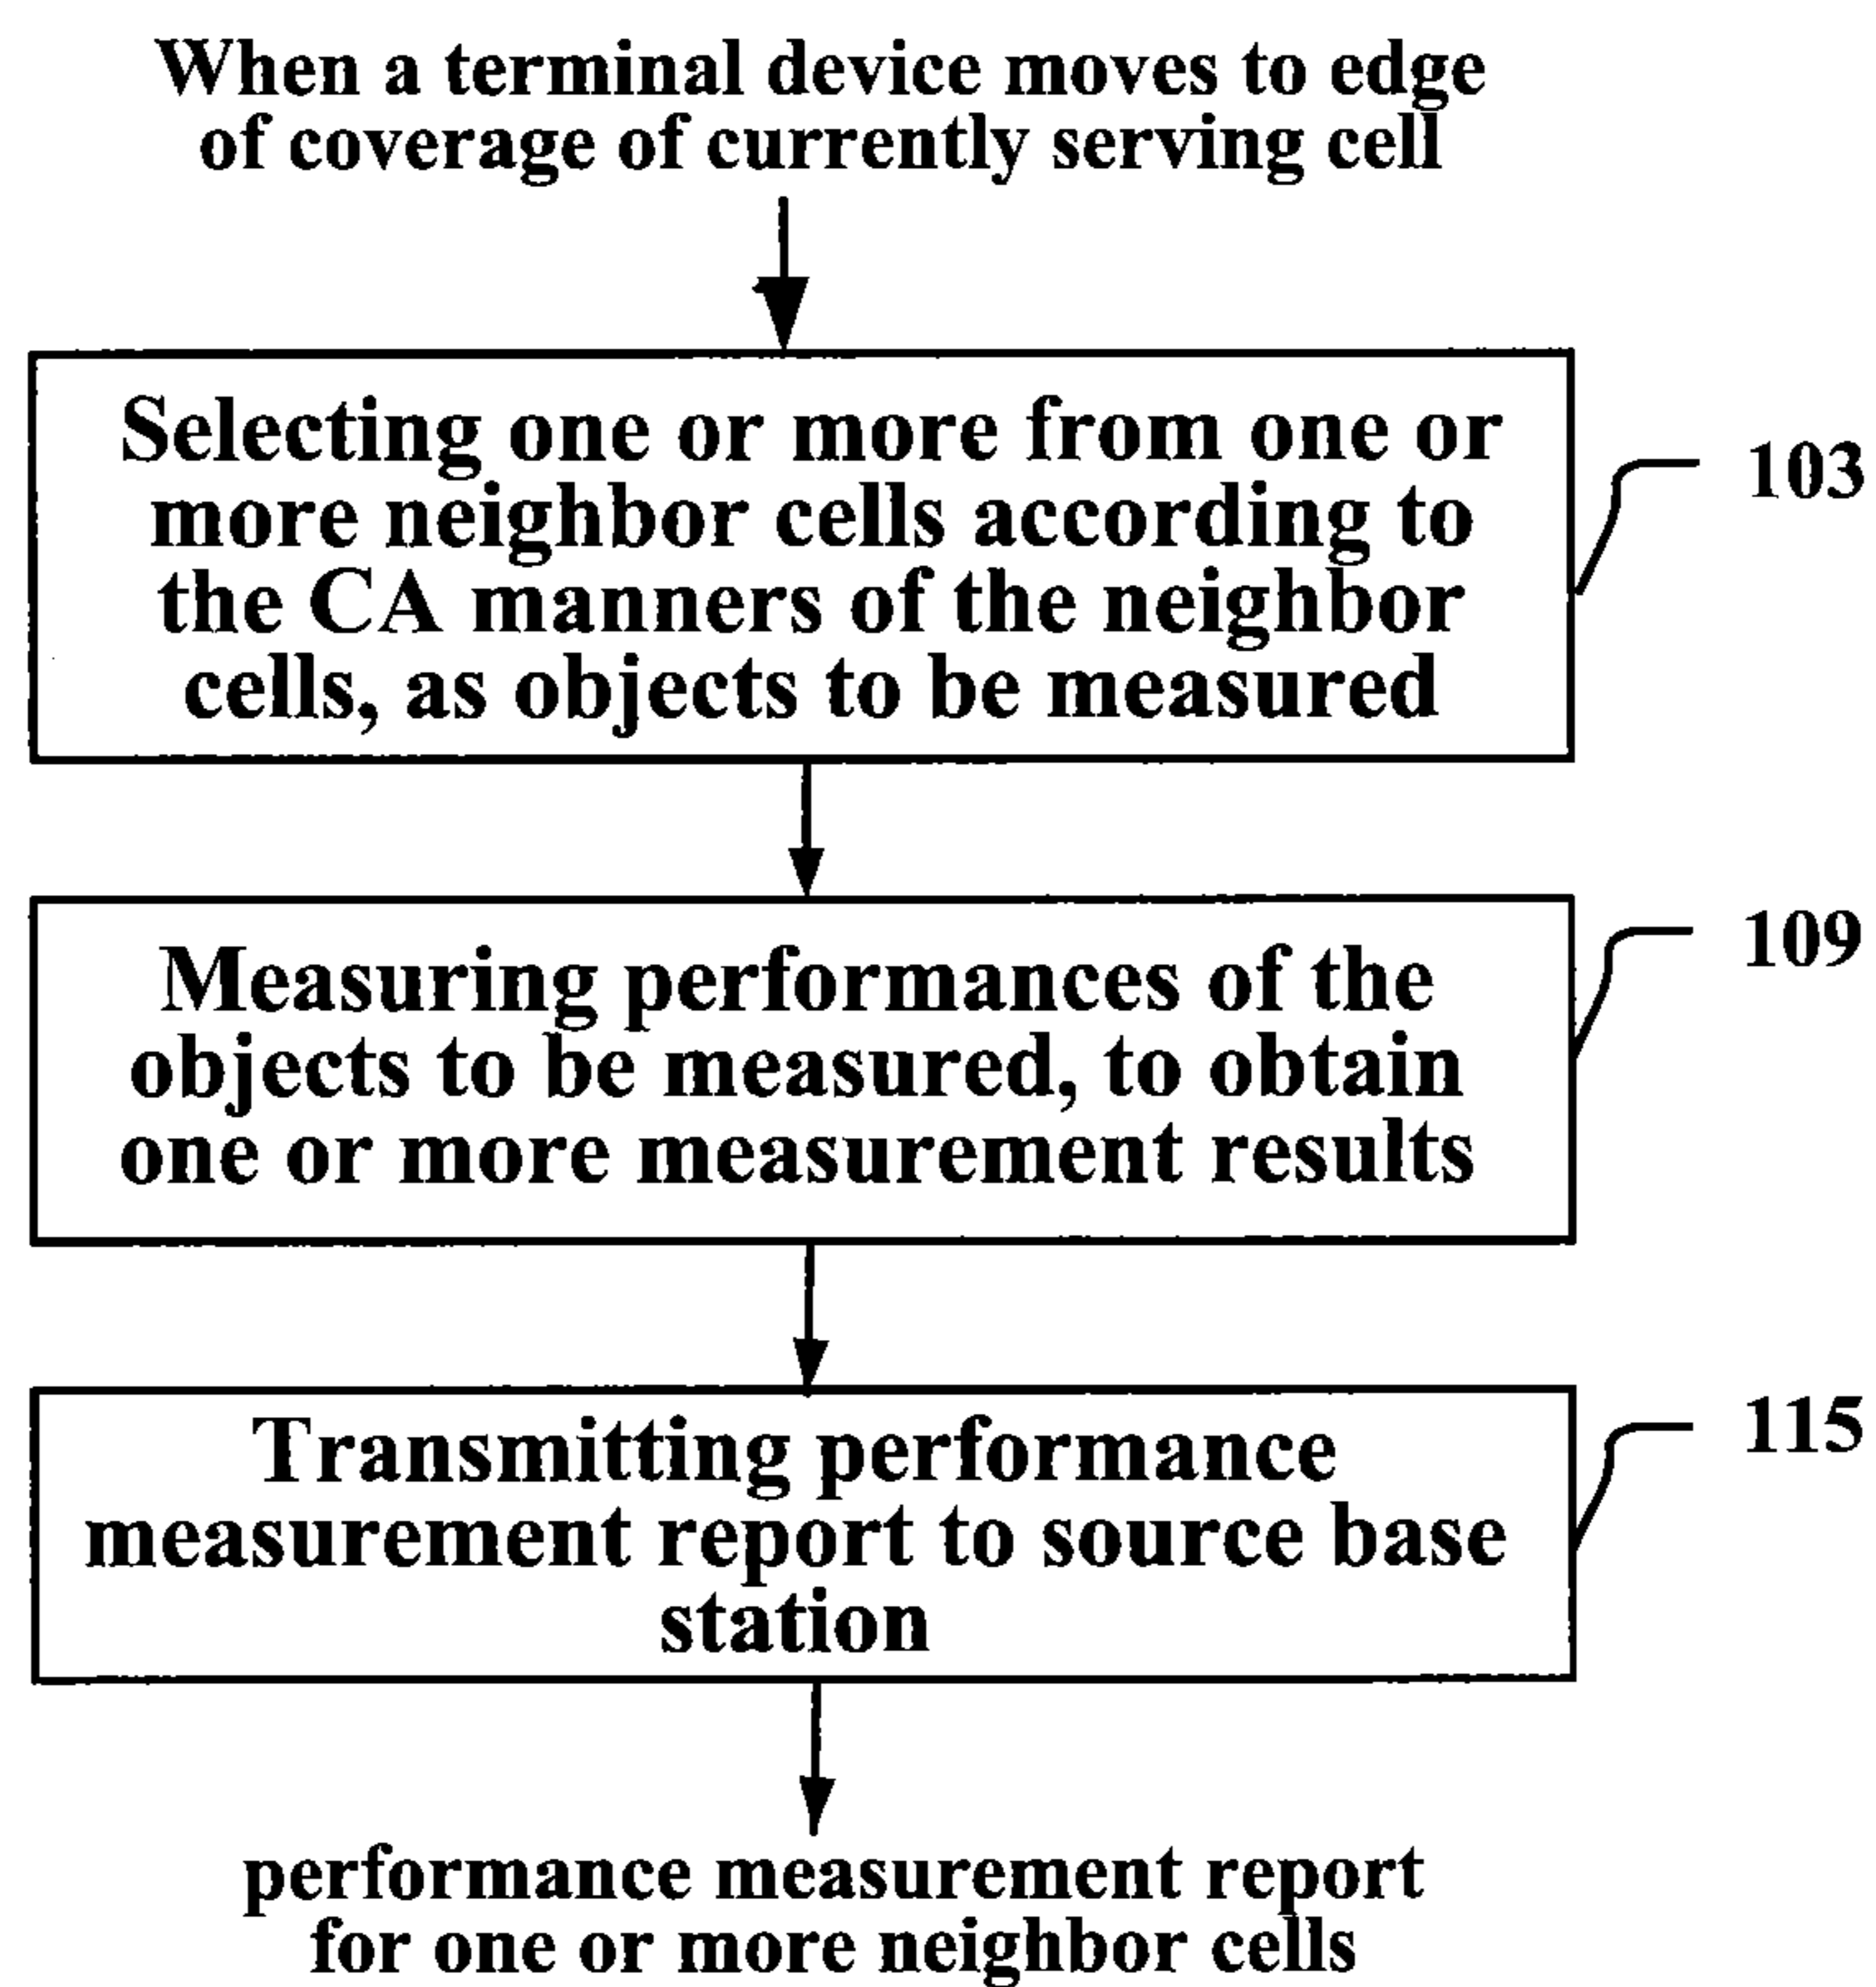 When a terminal device moves to edge
of coverage of currently serving cell
Selecting one or more from one or
more neighbor cells according to
the CA manners of the neighbor
cells, as objects to be measured
103
Measuring performances of the
objects to be measured, to obtain
one or more measurement results
109
Transmitting performance
measurement report to source base
station
115
performance measurement report
for one or more neighbor cells